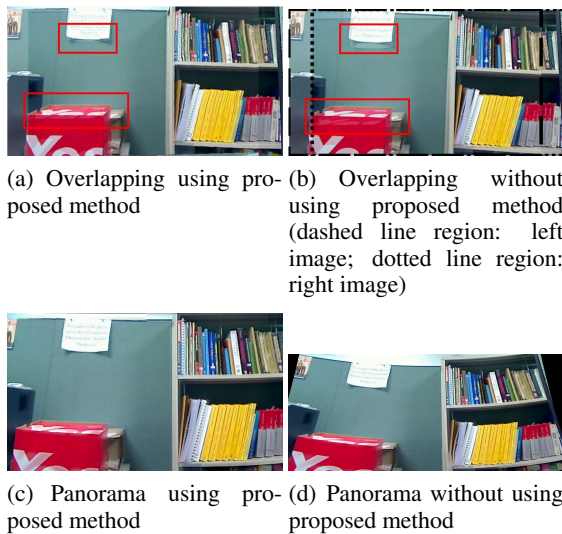 (a) Overlapping using pro-
posed method
(b) Overlapping without
using proposed method
(dashed line region: left
image; dotted line region:
right image)
Yes
(c) Panorama using pro-
posed method
(d) Panorama without using
proposed method